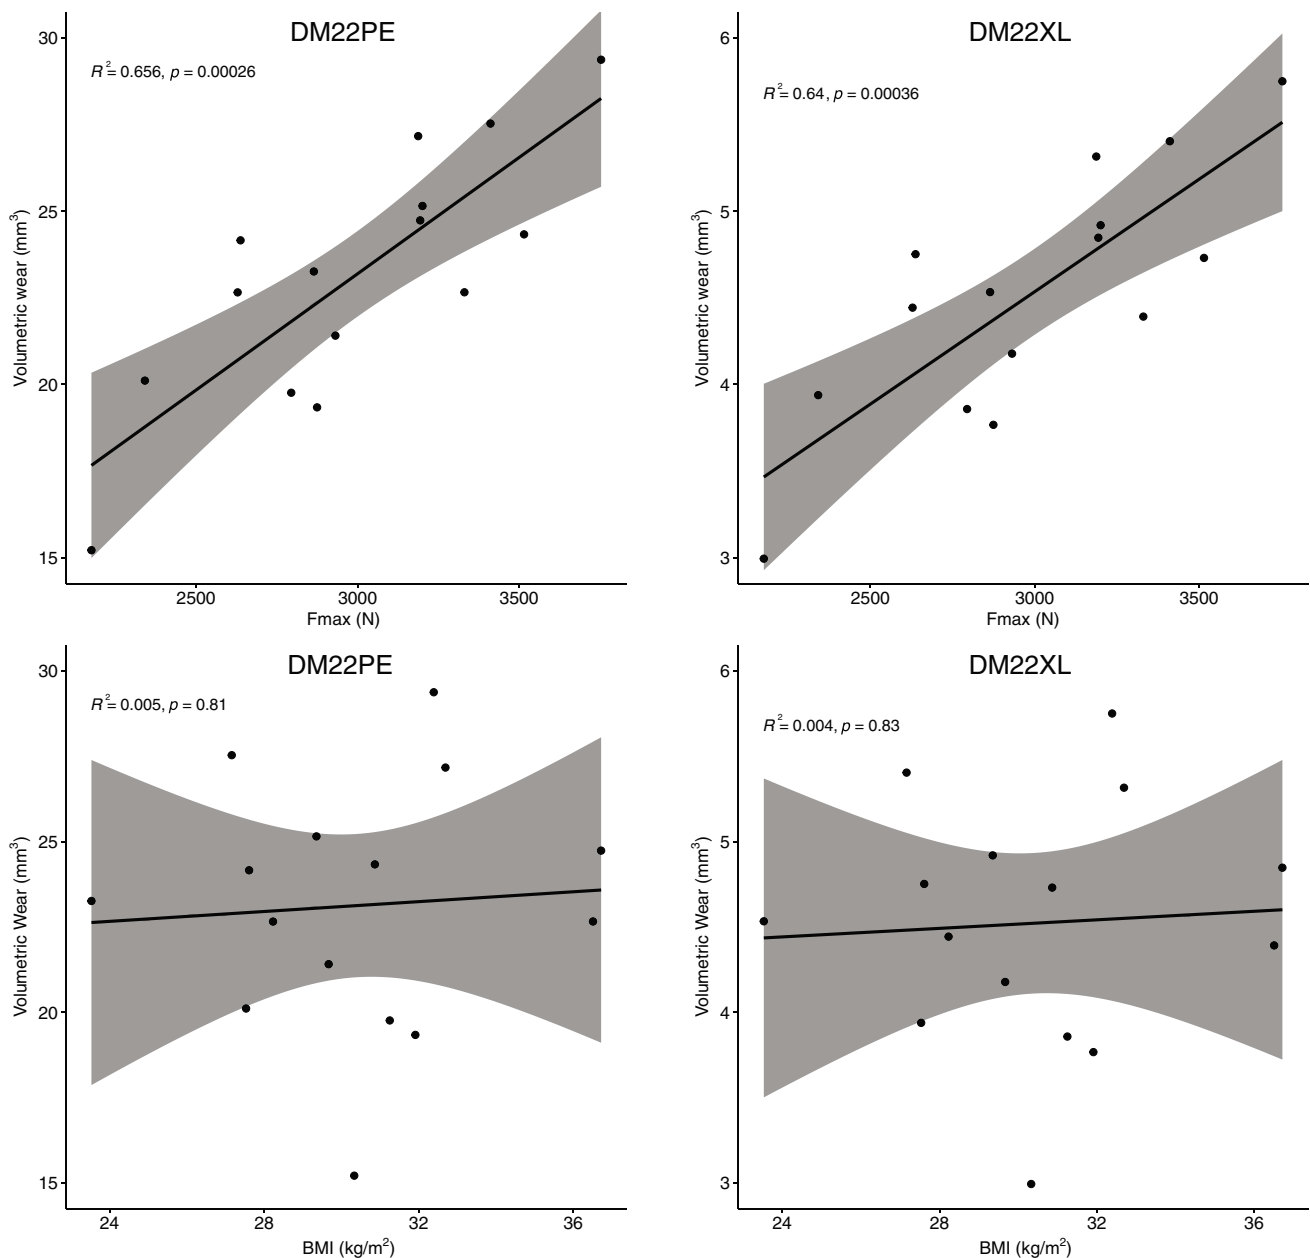 DM22PE
R²= 0.656, p = 0.00026
30
25
20
15
Volumetric wear (mm³)
2500 3000 3500
Fmax (N)
DM22XL
R²= 0.64, p = 0.00036
6
5
4
3
Volumetric wear (mm³)
2500 3000 3500
Fmax (N)
DM22PE
R²= 0.005, p = 0.81
30
25
20
15
Volumetric Wear (mm³)
24 28 32 36
BMI (kg/m²)
DM22XL
R²= 0.004, p = 0.83
6
5
4
3
Volumetric Wear (mm³)
24 28 32 36
BMI (kg/m²)